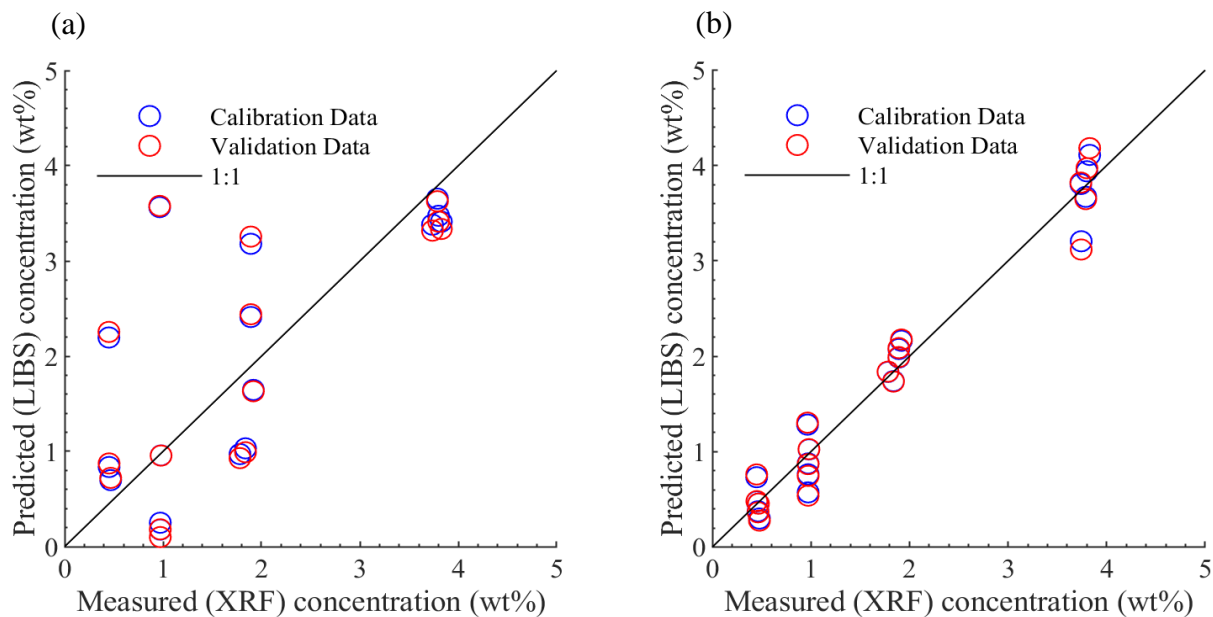 (a)
Predicted (LIBS) concentration (wt%)
5
4
3
2
1
0
Calibration Data
Validation Data
1:1
0 1 2 3 4 5
Measured (XRF) concentration (wt%)
(b)
Predicted (LIBS) concentration (wt%)
5
4
3
2
1
0
Calibration Data
Validation Data
1:1
0 1 2 3 4 5
Measured (XRF) concentration (wt%)